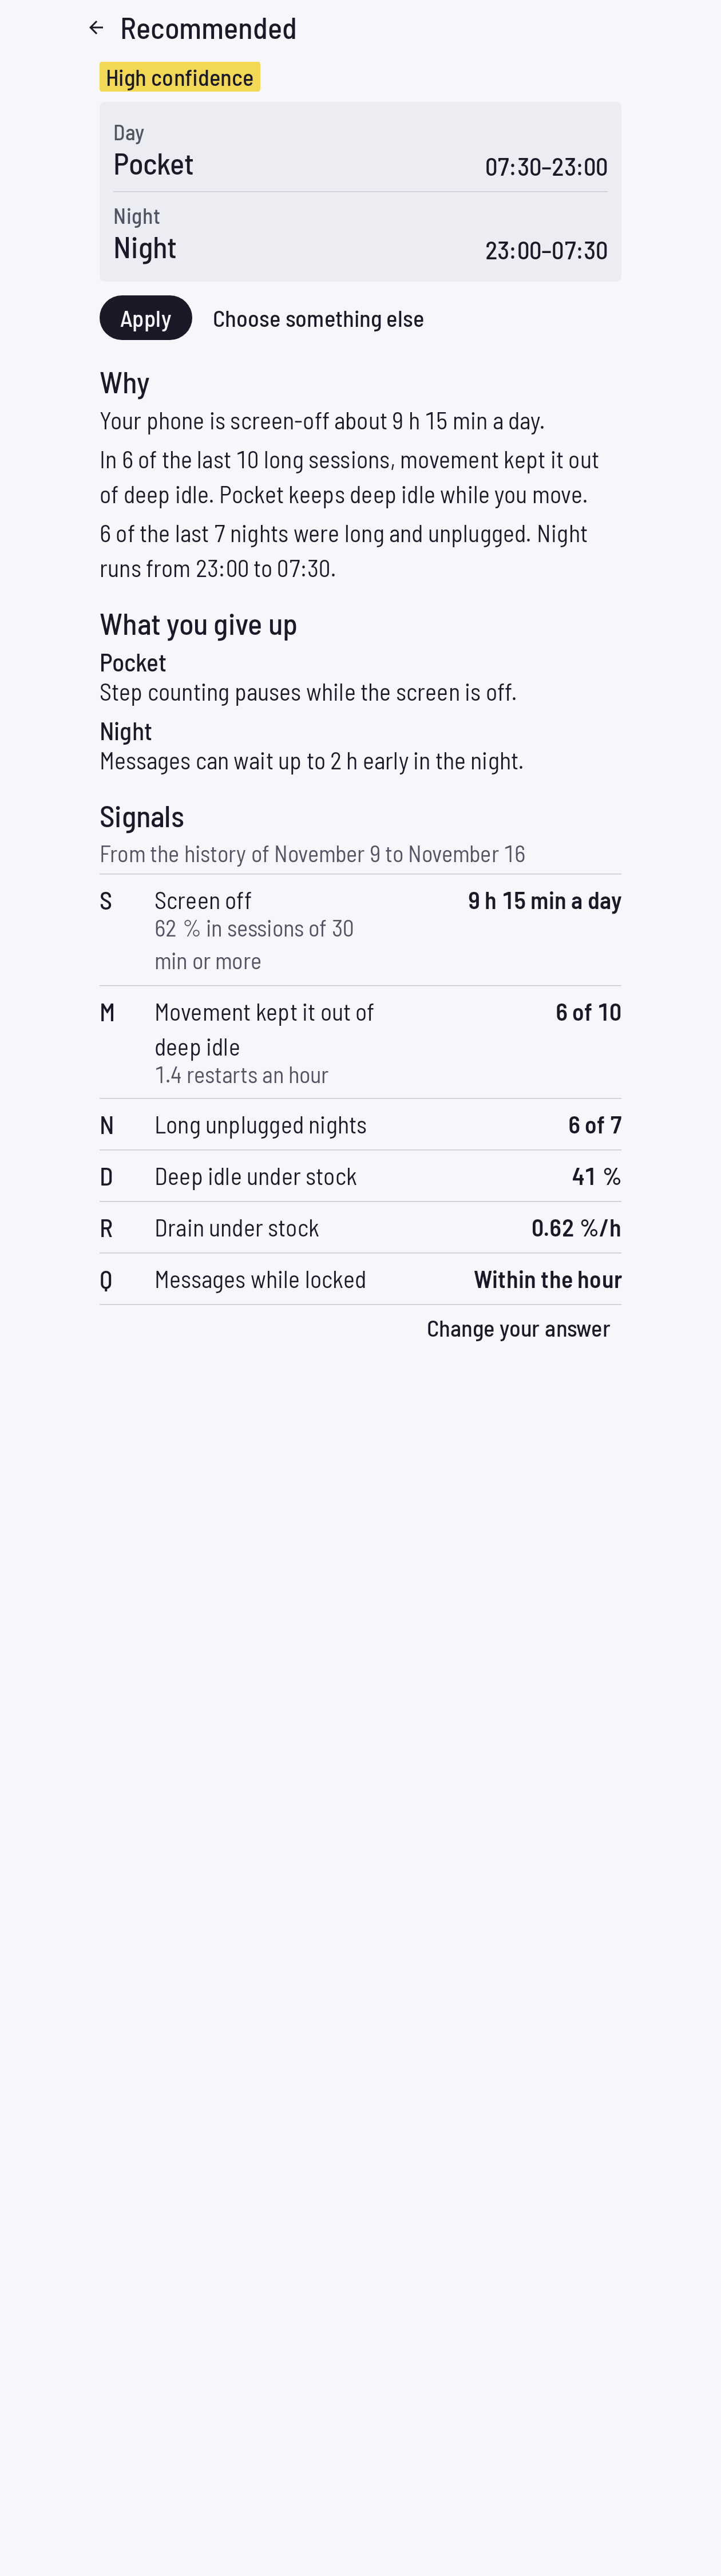 Recommended
High confidence
Day
Pocket 07:30–23:00
Night
Night 23:00–07:30
Apply Choose something else
Why
Your phone is screen-off about 9 h 15 min a day.
In 6 of the last 10 long sessions, movement kept it out
of deep idle. Pocket keeps deep idle while you move.
6 of the last 7 nights were long and unplugged. Night
runs from 23:00 to 07:30.
What you give up
Pocket
Step counting pauses while the screen is off.
Night
Messages can wait up to 2 h early in the night.
Signals
From the history of November 9 to November 16
S Screen off 9 h 15 min a day
62 % in sessions of 30
min or more
M Movement kept it out of 6 of 10
deep idle
1.4 restarts an hour
N Long unplugged nights 6 of 7
D Deep idle under stock 41 %
R Drain under stock 0.62 %/h
Q Messages while locked Within the hour
Change your answer